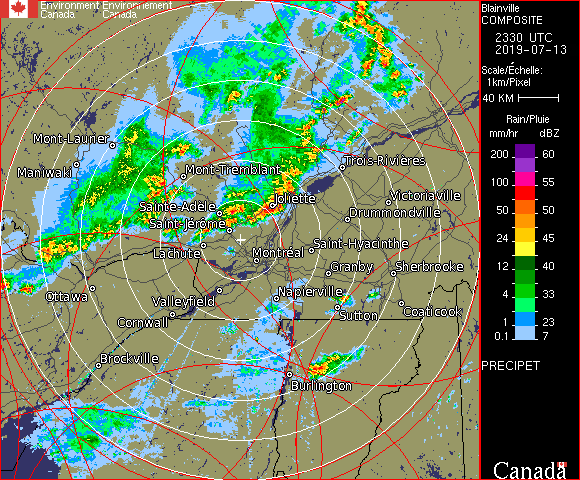 Environment Environnement
Canada Canada
Blainville
COMPOSITE
2330 UTC
2019-07-13
Scale/Échelle:
1km/Pixel
40 KM
Rain/Pluie
mm/hr dBZ
200 60
100 55
50 50
24 45
12 40
4 33
1 23
0.1 7
PRECIPET
Canada
Mont-Laurier
Maniwaki
Mont-Tremblant
Trois-Rivières
Sainte-Adèle
Joliette
Victoriaville
Drummondville
Saint-Jérôme
Lachute
Montréal
Saint-Hyacinthe
Granby
Sherbrooke
Ottawa
Valleyfield
Napierville
Cornwall
Sutton
Coaticook
Brockville
Burlington